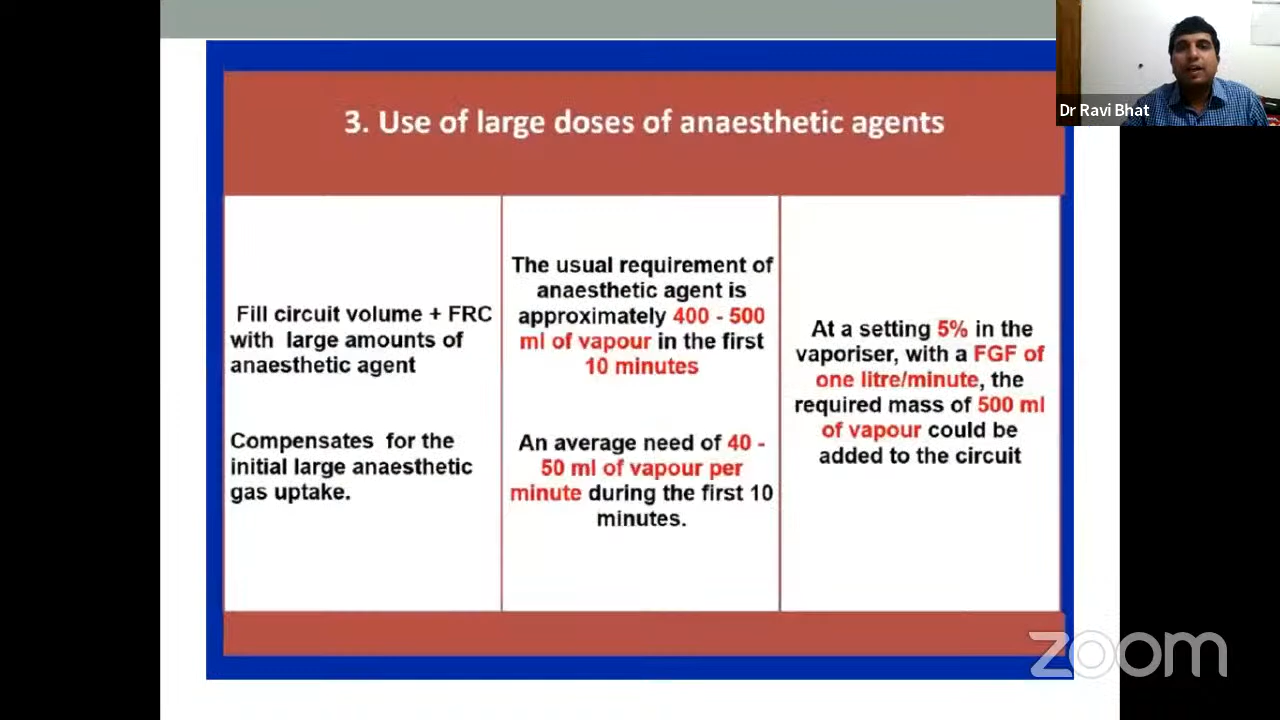 3. Use of large doses of anaesthetic agents
Dr Ravi Bhat
Fill circuit volume + FRC
with large amounts of
anaesthetic agent
Compensates for the
initial large anaesthetic
gas uptake.
The usual requirement of
anaesthetic agent is
approximately 400 - 500
ml of vapour in the first
10 minutes
An average need of 40 -
50 ml of vapour per
minute during the first 10
minutes.
At a setting 5% in the
vaporiser, with a FGF of
one litre/minute, the
required mass of 500 ml
of vapour could be
added to the circuit
zoom